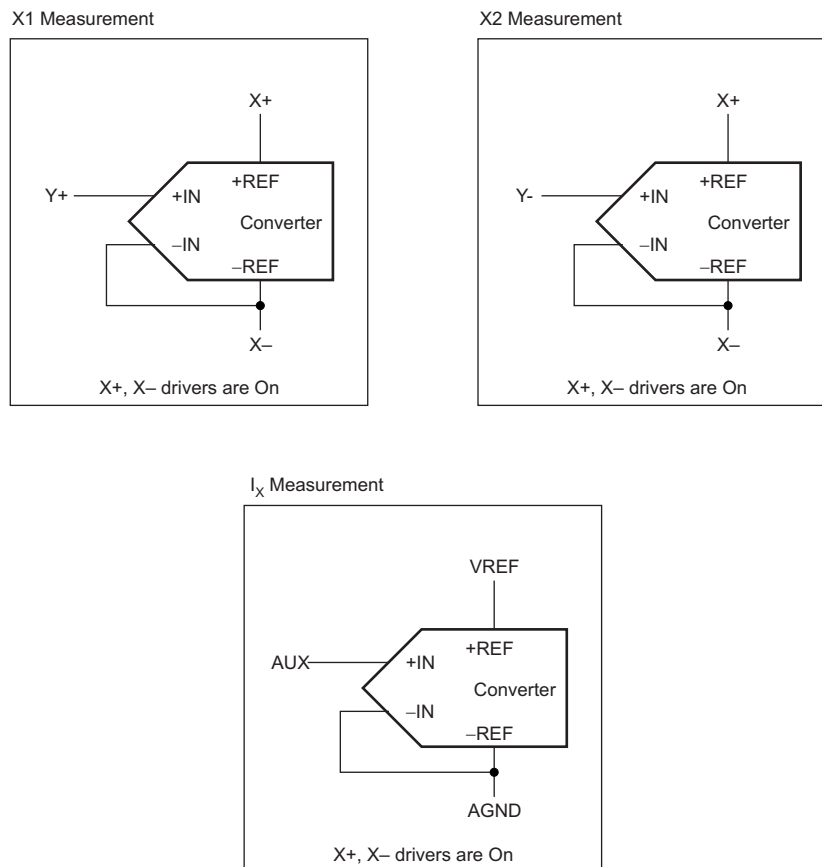 X1 Measurement
X+
Y+
+REF
+IN
Converter
–IN
–REF
X–
X+, X– drivers are On
X2 Measurement
X+
Y-
+REF
+IN
Converter
–IN
–REF
X–
X+, X– drivers are On
IX Measurement
VREF
AUX
+REF
+IN
Converter
–IN
–REF
AGND
X+, X– drivers are On